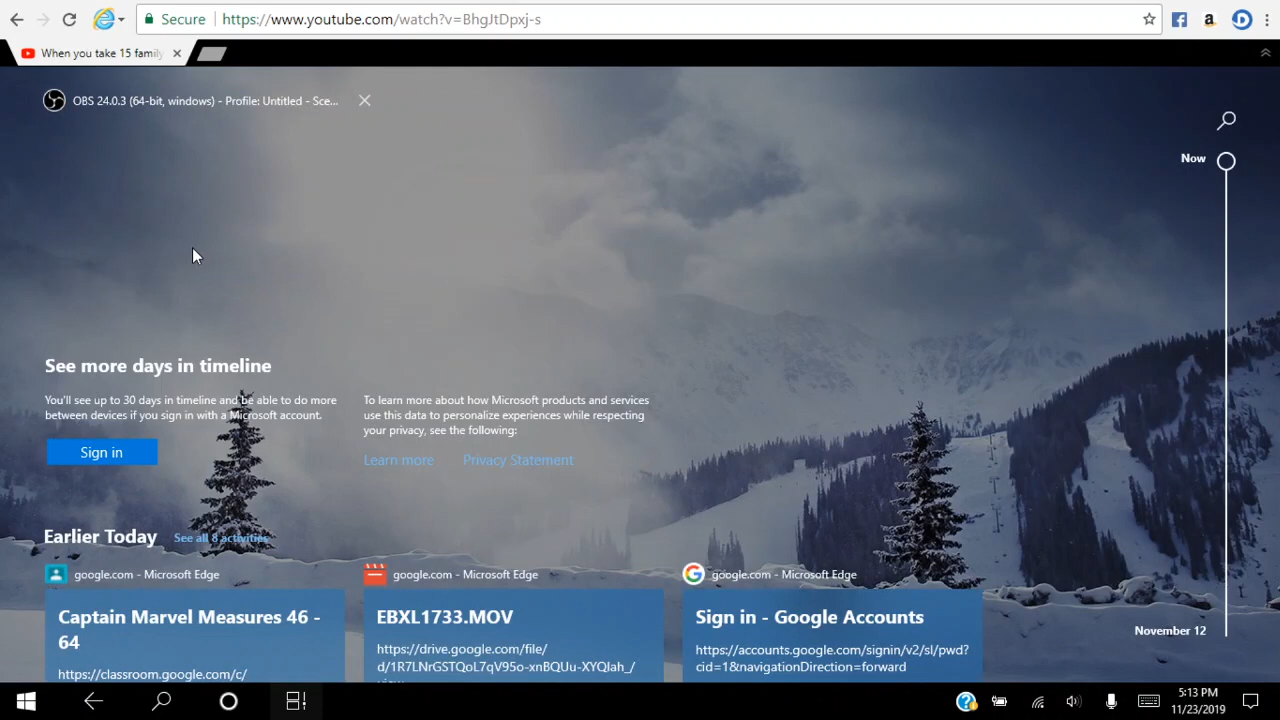 Secure https://www.youtube.com/watch?v=BhgJtDpxj-s
When you take 15 family
OBS 24.0.3 (64-bit, windows) - Profile: Untitled - Sce...
Now
See more days in timeline
You'll see up to 30 days in timeline and be able to do more
between devices if you sign in with a Microsoft account.
Sign in
To learn more about how Microsoft products and services
use this data to personalize experiences while respecting
your privacy, see the following:
Learn more Privacy Statement
Earlier Today See all 8 activities
google.com - Microsoft Edge
Captain Marvel Measures 46 -
64
https://classroom.google.com/c/
google.com - Microsoft Edge
EBXL1733.MOV
https://drive.google.com/file/
d/1R7LNrGSTQoL7qV95o-xnBQUu-XYQIah_/
google.com - Microsoft Edge
Sign in - Google Accounts
https://accounts.google.com/signin/v2/sl/pwd?
cid=1&navigationDirection=forward
November 12
5:13 PM
11/23/2019